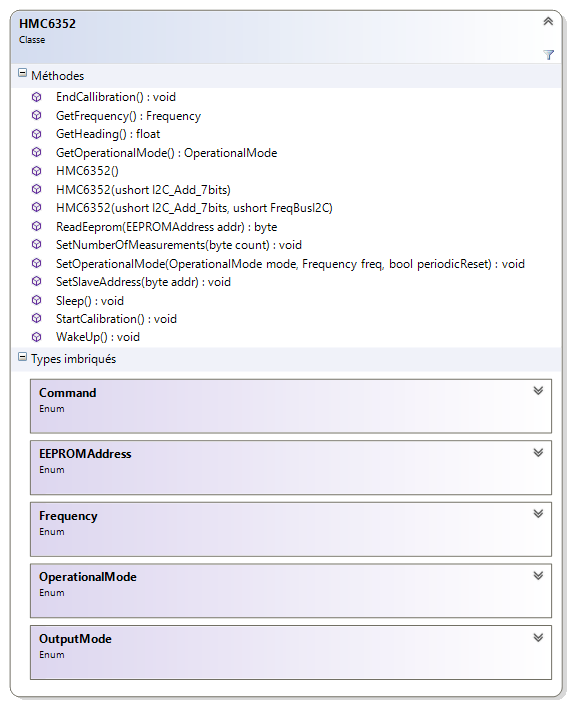 HMC6352
Classe
Méthodes
EndCallibration() : void
GetFrequency() : Frequency
GetHeading() : float
GetOperationalMode() : OperationalMode
HMC6352()
HMC6352(ushort I2C_Add_7bits)
HMC6352(ushort I2C_Add_7bits, ushort FreqBusI2C)
ReadEeprom(EEPROMAddress addr) : byte
SetNumberOfMeasurements(byte count) : void
SetOperationalMode(OperationalMode mode, Frequency freq, bool periodicReset) : void
SetSlaveAddress(byte addr) : void
Sleep() : void
StartCalibration() : void
WakeUp() : void
Types imbriqués
Command
Enum
EEPROMAddress
Enum
Frequency
Enum
OperationalMode
Enum
OutputMode
Enum